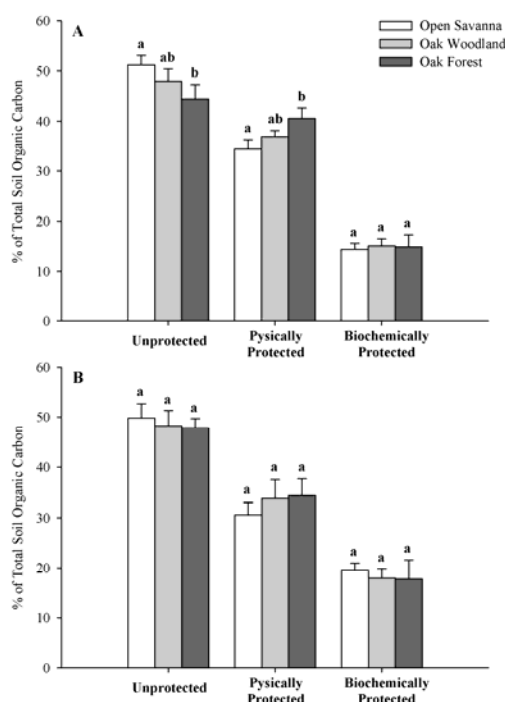 A
Open Savanna
Oak Woodland
Oak Forest
% of Total Soil Organic Carbon
60
50
40
30
20
10
0
a ab b
a ab b
a a a
Unprotected
Pysically
Protected
Biochemically
Protected
B
% of Total Soil Organic Carbon
60
50
40
30
20
10
0
a a a
a a a
a a a
Unprotected
Pysically
Protected
Biochemically
Protected